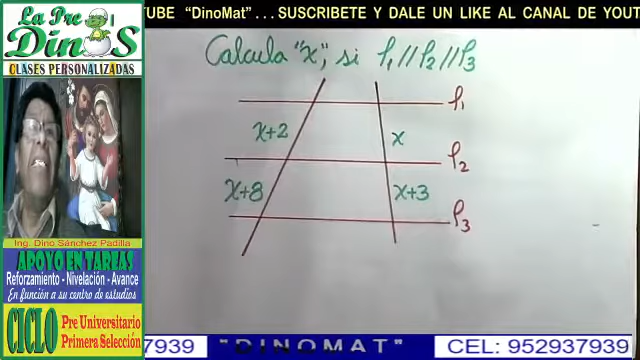 TUBE "DinoMat"... SUSCRIBETE Y DALE UN LIKE AL CANAL DE YOUT
La Pre
DinoS
CLASES PERSONALIZADAS
Calcula "x", si ℓ₁ // ℓ₂ // ℓ₃
ℓ₁
x+2
x
ℓ₂
x+8
x+3
ℓ₃
Ing. Dino Sánchez Padilla
APOYO EN TAREAS
Reforzamiento - Nivelación - Avance
En función a su centro de estudios
CICLO
Pre Universitario
Primera Selección
7939
"DINOMAT"
CEL: 952937939